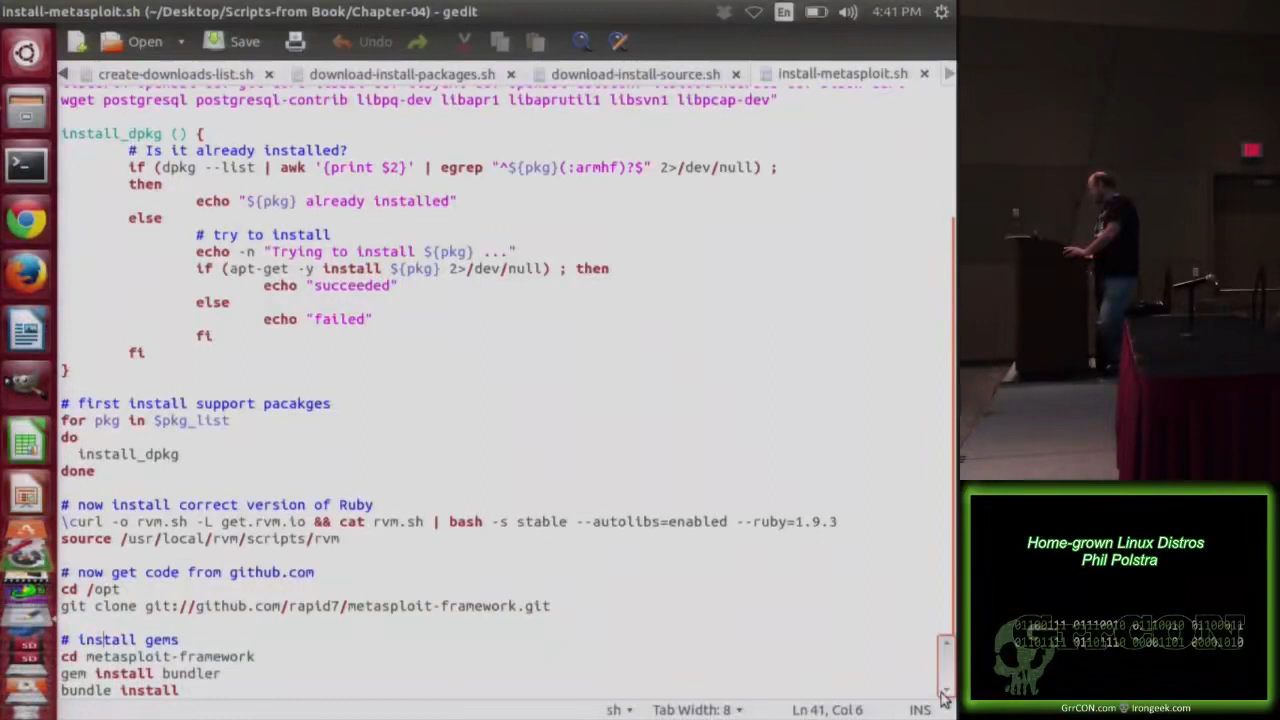 install-metasploit.sh (~/Desktop/Scripts-from Book/Chapter-04) - gedit
En
4:41 PM
Open
Save
Undo
create-downloads-list.sh
download-install-packages.sh
download-install-source.sh
install-metasploit.sh
wget postgresql postgresql-contrib libpq-dev libapr1 libaprutil1 libsvn1 libpcap-dev"
install_dpkg () {
# Is it already installed?
if (dpkg --list | awk '{print $2}' | egrep "^${pkg}(:armhf)?$" 2>/dev/null) ;
then
echo "${pkg} already installed"
else
# try to install
echo -n "Trying to install ${pkg} ..."
if (apt-get -y install ${pkg} 2>/dev/null) ; then
echo "succeeded"
else
echo "failed"
fi
fi
}
# first install support pacakges
for pkg in $pkg_list
do
install_dpkg
done
# now install correct version of Ruby
\curl -o rvm.sh -L get.rvm.io && cat rvm.sh | bash -s stable --autolibs=enabled --ruby=1.9.3
source /usr/local/rvm/scripts/rvm
# now get code from github.com
cd /opt
git clone git://github.com/rapid7/metasploit-framework.git
# install gems
cd metasploit-framework
gem install bundler
bundle install
sh
Tab Width: 8
Ln 41, Col 6
INS
SD
SD
Home-grown Linux Distros
Phil Polstra
GrrCON
GrrCON.com
Irongeek.com